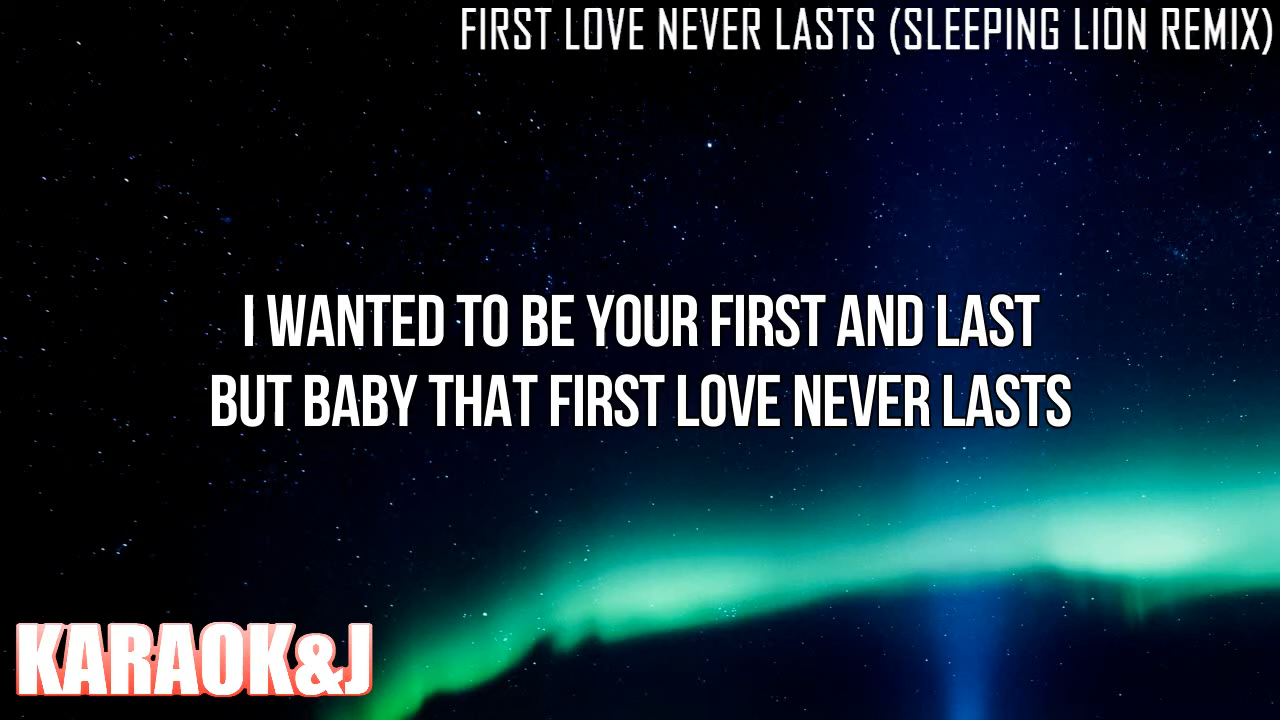 FIRST LOVE NEVER LASTS (SLEEPING LION REMIX)
I WANTED TO BE YOUR FIRST AND LAST
BUT BABY THAT FIRST LOVE NEVER LASTS
KARAOK&J